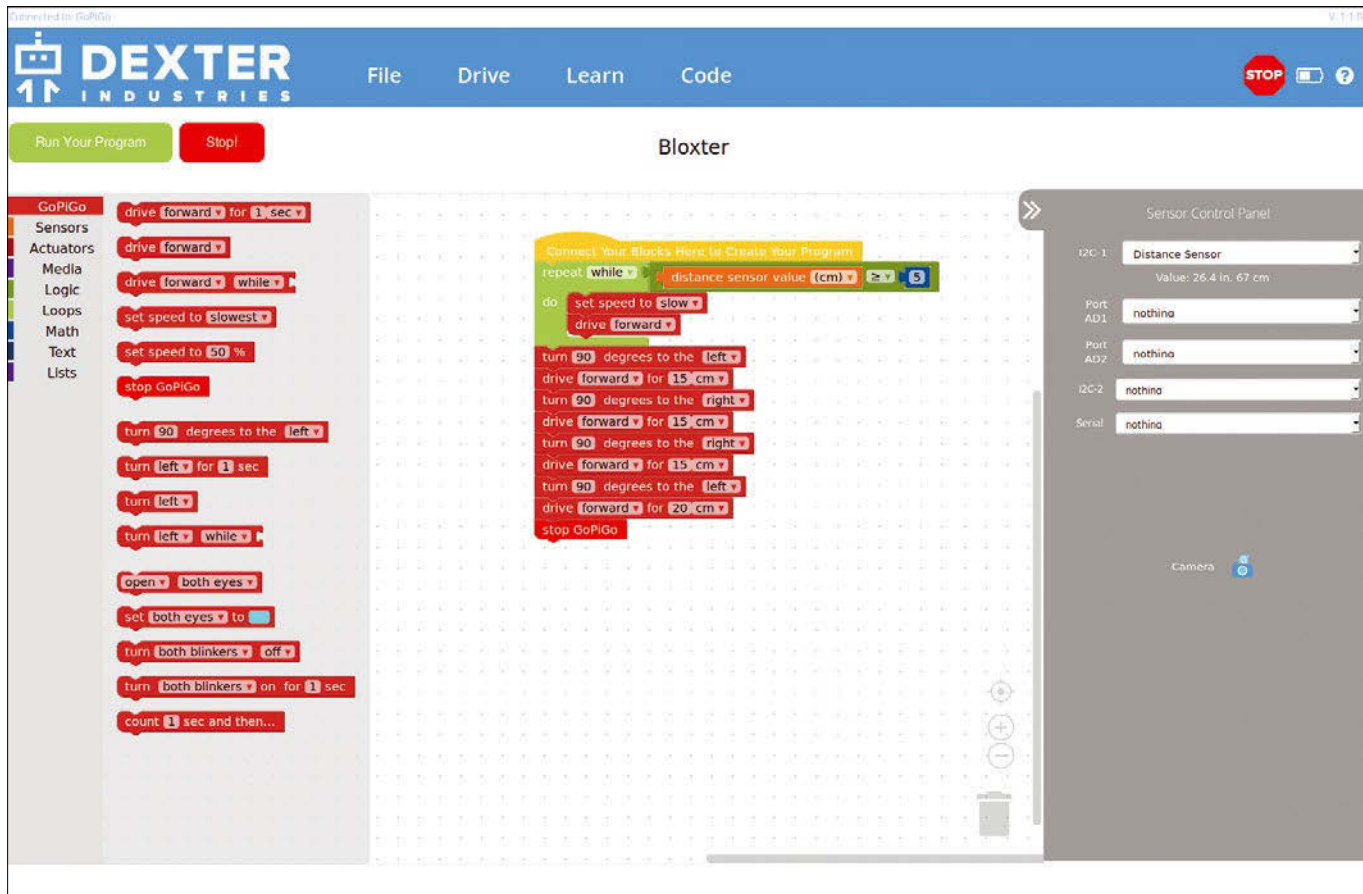 Connected to: GoPiGo
V. 1.1.8
DEXTER
INDUSTRIES
File Drive Learn Code
STOP
?
Run Your Program
Stop!
Bloxter
GoPiGo
Sensors
Actuators
Media
Logic
Loops
Math
Text
Lists
drive forward for 1 sec
drive forward
drive forward while
set speed to slowest
set speed to 50 %
stop GoPiGo
turn 90 degrees to the left
turn left for 1 sec
turn left
turn left while
open both eyes
set both eyes to
turn both blinkers off
turn both blinkers on for 1 sec
count 1 sec and then...
Connect Your Blocks Here to Create Your Program
repeat while distance sensor value (cm) ≥ 5
do set speed to slow
drive forward
turn 90 degrees to the left
drive forward for 15 cm
turn 90 degrees to the right
drive forward for 15 cm
turn 90 degrees to the right
drive forward for 15 cm
turn 90 degrees to the left
drive forward for 20 cm
stop GoPiGo
Sensor Control Panel
I2C-1 Distance Sensor
Value: 26.4 in. 67 cm
Port AD1 nothing
Port AD2 nothing
I2C-2 nothing
Serial nothing
Camera